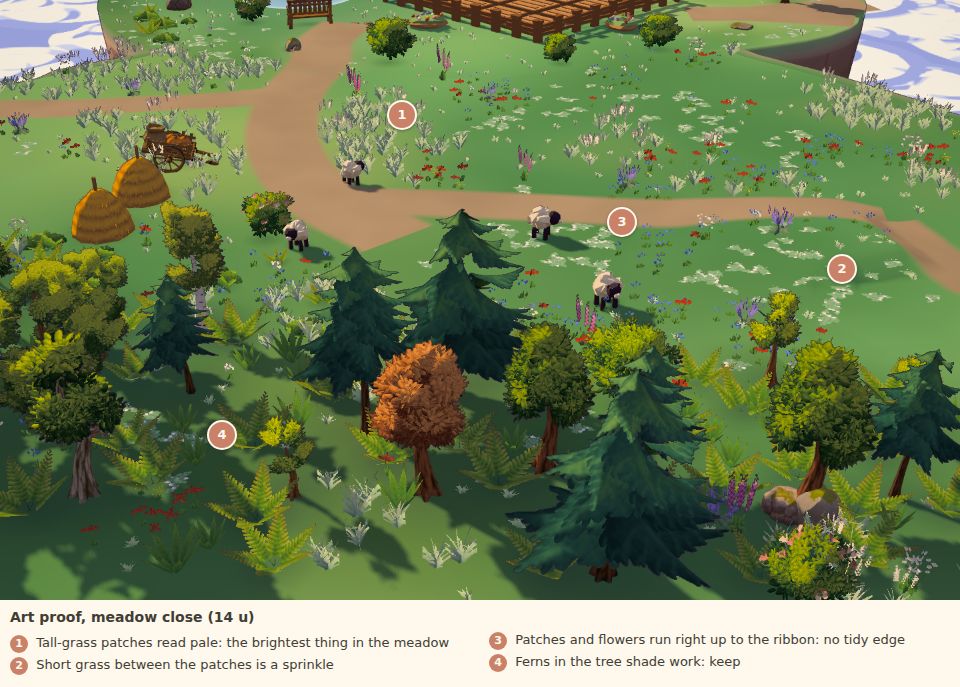 1
3
2
4
Art proof, meadow close (14 u)
1 Tall-grass patches read pale: the brightest thing in the meadow
2 Short grass between the patches is a sprinkle
3 Patches and flowers run right up to the ribbon: no tidy edge
4 Ferns in the tree shade work: keep